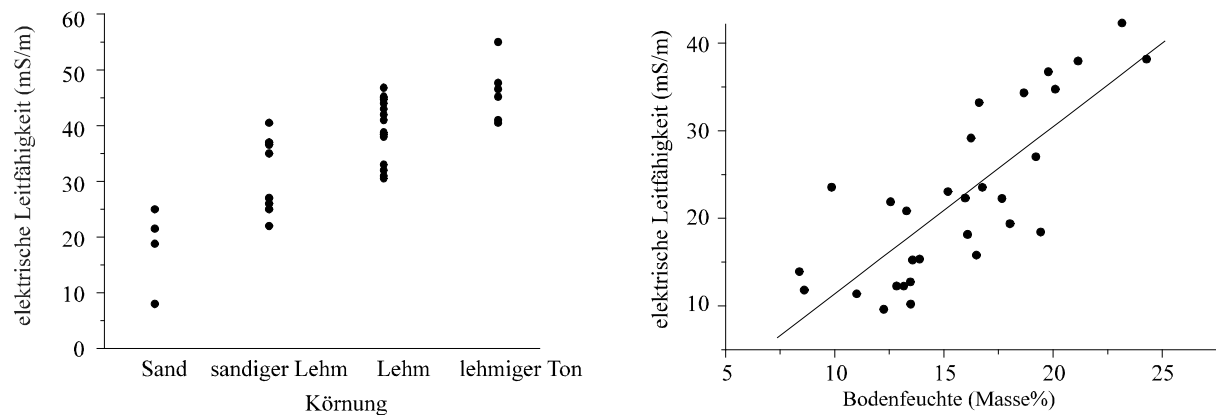 elektrische Leitfähigkeit (mS/m)
60
50
40
30
20
10
0
Sand sandiger Lehm Lehm lehmiger Ton
Körnung
elektrische Leitfähigkeit (mS/m)
40
30
20
10
5 10 15 20 25
Bodenfeuchte (Masse%)